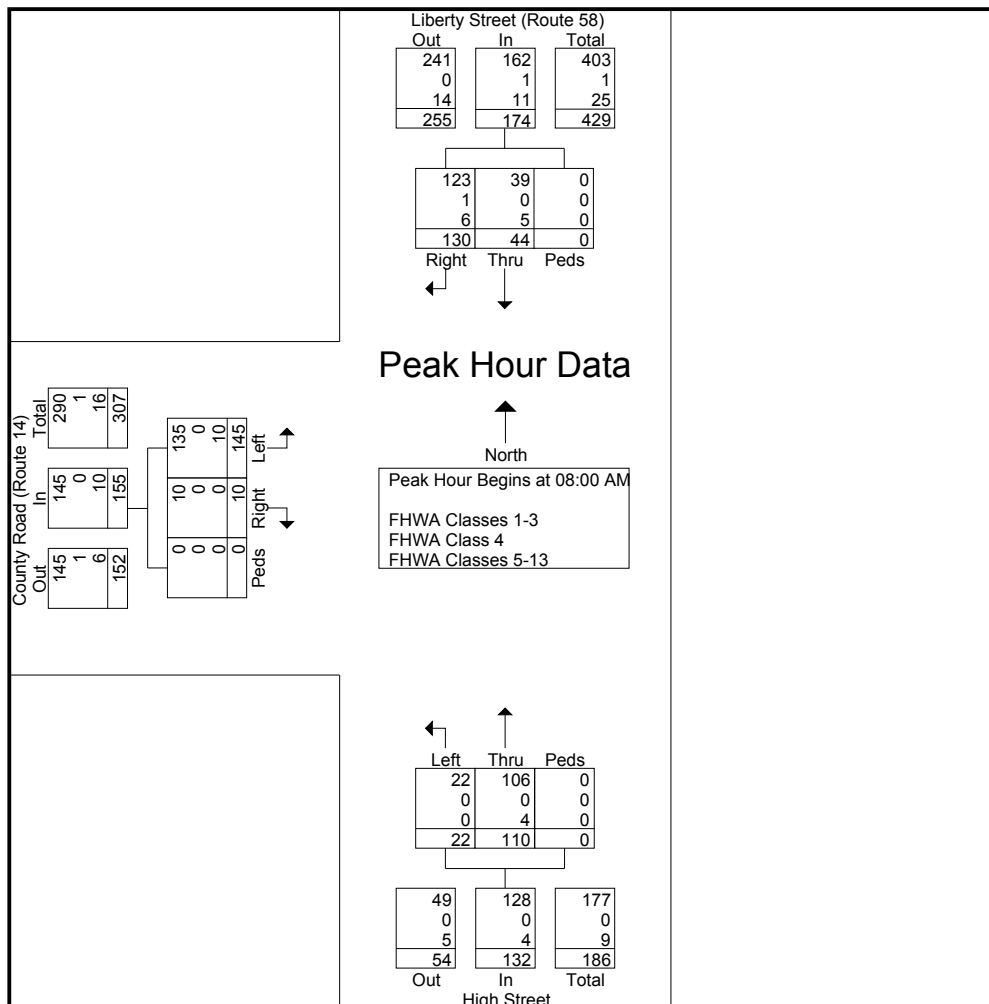 Liberty Street (Route 58)
Out In Total
241 162 403
0 1 1
14 11 25
255 174 429
123 39 0
1 0 0
6 5 0
130 44 0
Right Thru Peds
Peak Hour Data
North
Peak Hour Begins at 08:00 AM
FHWA Classes 1-3
FHWA Class 4
FHWA Classes 5-13
County Road (Route 14)
Out In Total
145 145 290
1 0 1
6 10 16
152 155 307
0 10 135
0 0 0
0 0 10
0 10 145
Peds Right Left
Left Thru Peds
22 106 0
0 0 0
0 4 0
22 110 0
49 128 177
0 0 0
5 4 9
54 132 186
Out In Total
High Street